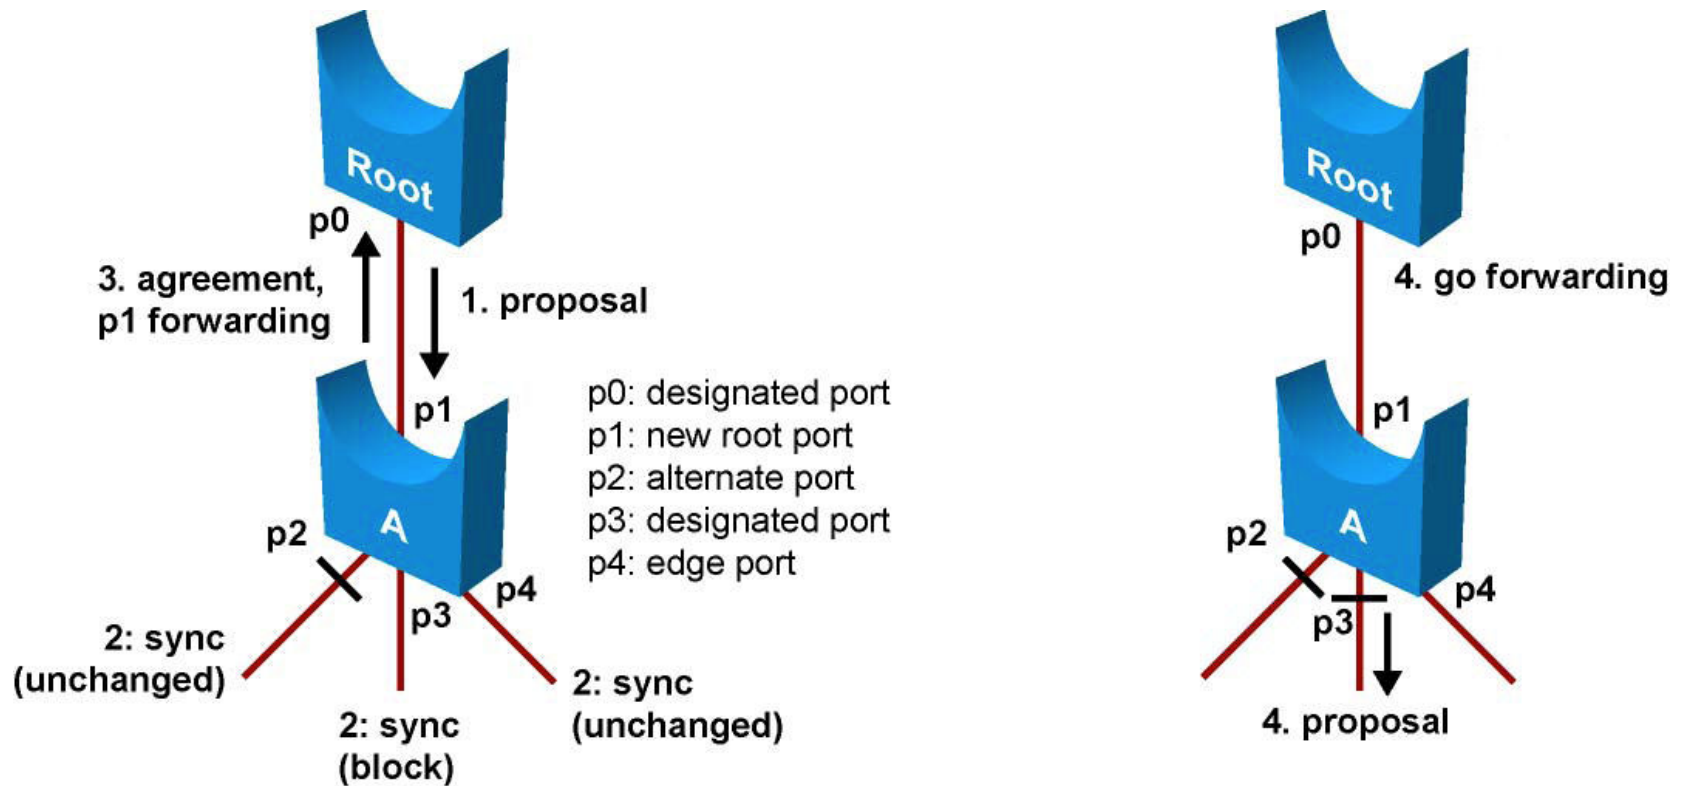 Root
p0
3. agreement,
p1 forwarding
1. proposal
p1
A
p2
p3
p4
2: sync
(unchanged)
2: sync
(block)
2: sync
(unchanged)
p0: designated port
p1: new root port
p2: alternate port
p3: designated port
p4: edge port
Root
p0
4. go forwarding
p1
A
p2
p3
p4
4. proposal